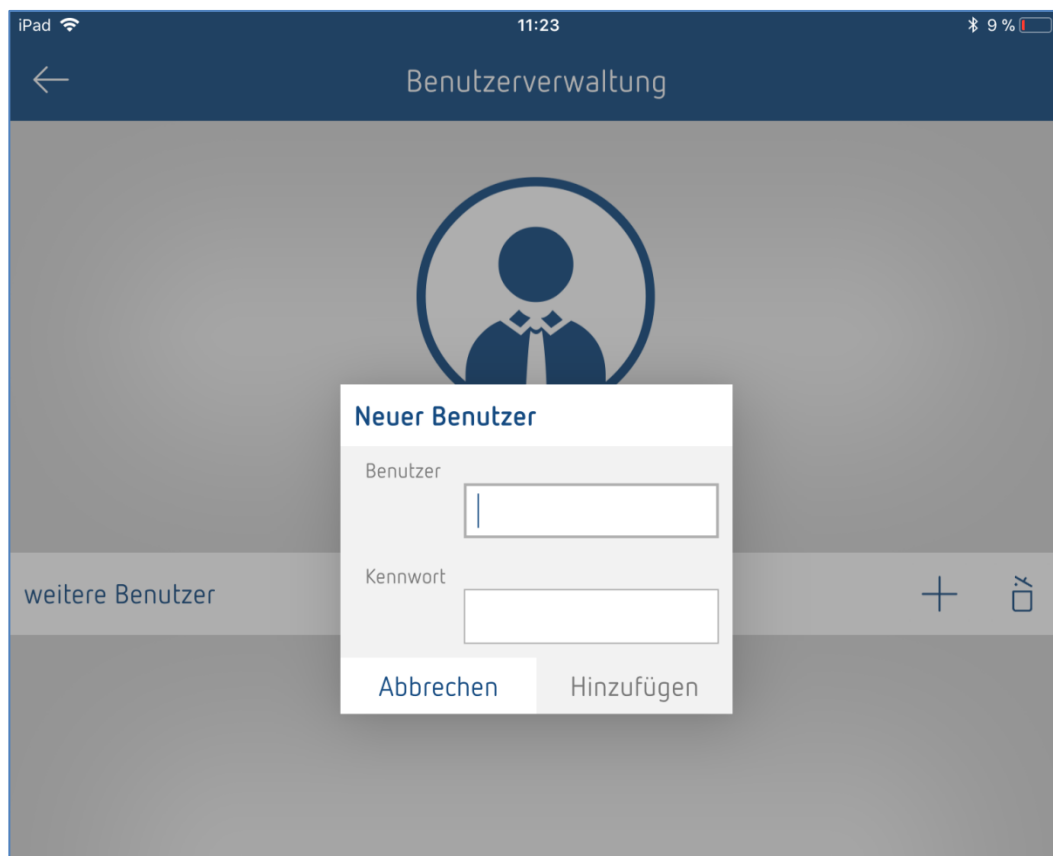 iPad 11:23 9 %
Benutzerverwaltung
Neuer Benutzer
Benutzer
Kennwort
weitere Benutzer
Abbrechen Hinzufügen